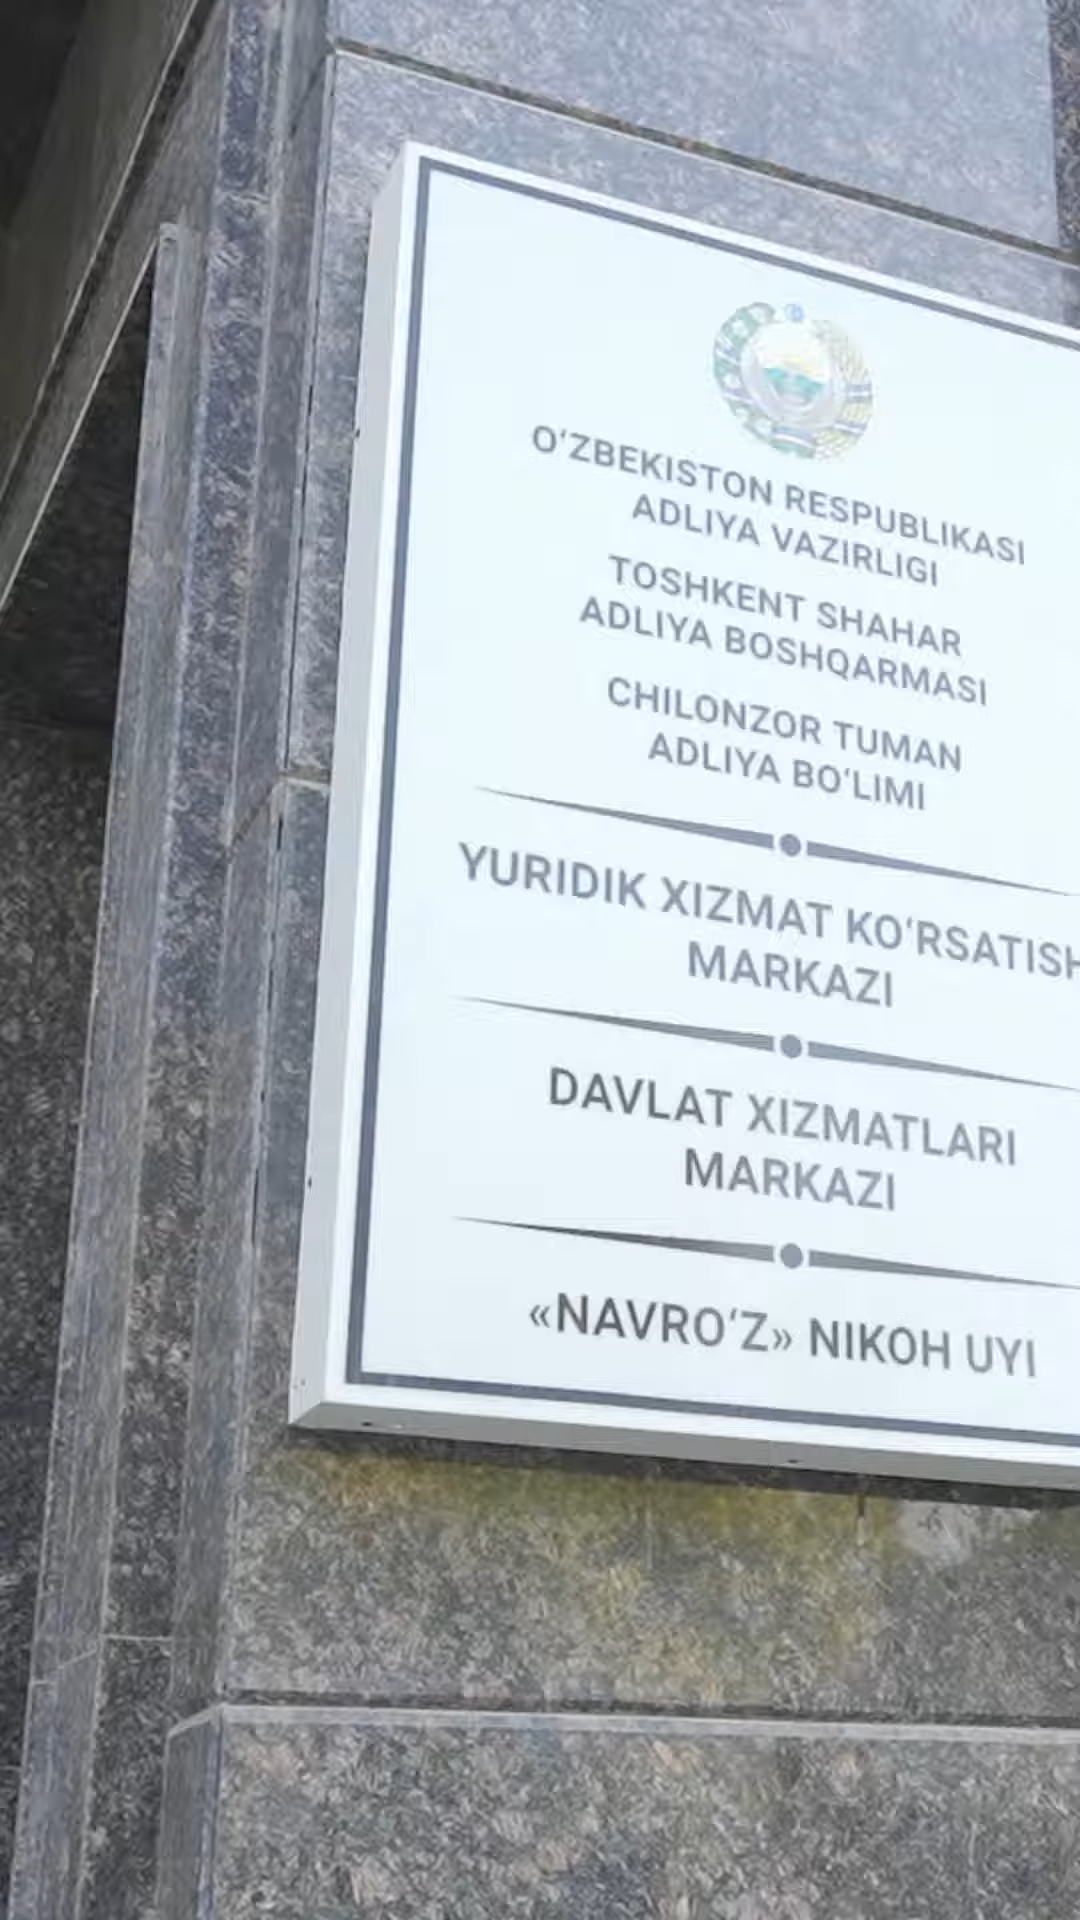 O‘ZBEKISTON RESPUBLIKASI
ADLIYA VAZIRLIGI
TOSHKENT SHAHAR
ADLIYA BOSHQARMASI
CHILONZOR TUMAN
ADLIYA BO‘LIMI
YURIDIK XIZMAT KO‘RSATISH
MARKAZI
DAVLAT XIZMATLARI
MARKAZI
«NAVRO‘Z» NIKOH UYI